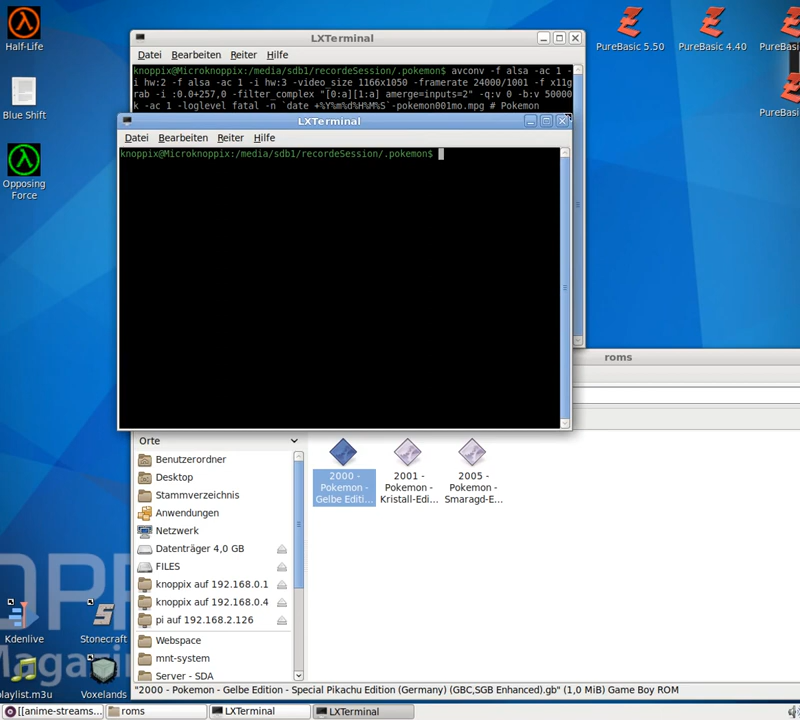 Half-Life
Blue Shift
Opposing
Force
LXTerminal
Datei Bearbeiten Reiter Hilfe
knoppix@Microknoppix:/media/sdb1/recordeSession/.pokemon$ avconv -f alsa -ac 1 -
i hw:2 -f alsa -ac 1 -i hw:3 -video_size 1166x1050 -framerate 24000/1001 -f x11g
rab -i :0.0+257,0 -filter_complex "[0:a][1:a] amerge=inputs=2" -q:v 0 -b:v 50000
k -ac 1 -loglevel fatal -n `date +%Y%m%d%H%M%S`-pokemon001mo.mpg # Pokemon
LXTerminal
Datei Bearbeiten Reiter Hilfe
knoppix@Microknoppix:/media/sdb1/recordeSession/.pokemon$
PureBasic 5.50
PureBasic 4.40
PureBasi
PureBasi
roms
Orte
Benutzerordner
Desktop
Stammverzeichnis
Anwendungen
Netzwerk
Datenträger 4,0 GB
FILES
knoppix auf 192.168.0.1
knoppix auf 192.168.0.4
pi auf 192.168.2.126
Webspace
mnt-system
Server - SDA
2000 -
Pokemon -
Gelbe Editi...
2001 -
Pokemon -
Kristall-Edi...
2005 -
Pokemon -
Smaragd-E...
Kdenlive
Stonecraft
playlist.m3u
Voxelands
Magazin
"2000 - Pokemon - Gelbe Edition - Special Pikachu Edition (Germany) (GBC,SGB Enhanced).gb" (1,0 MiB) Game Boy ROM
[[anime-streams...
roms
LXTerminal
LXTerminal